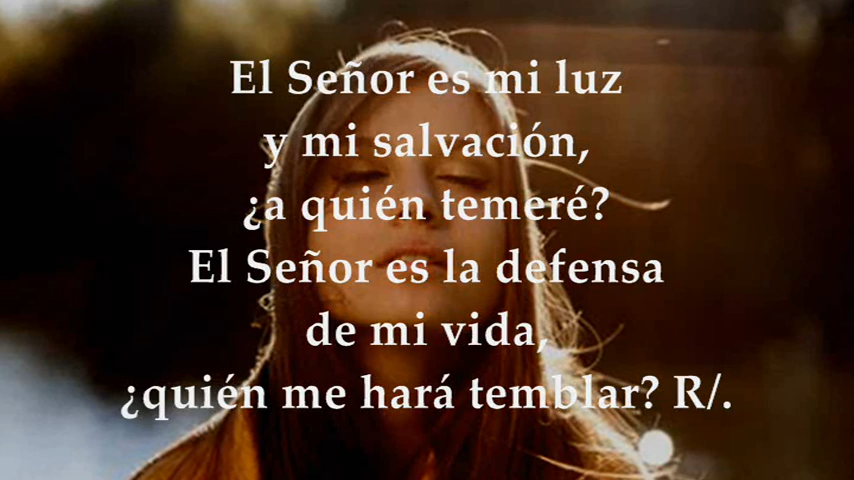 El Señor es mi luz
y mi salvación,
¿a quién temeré?
El Señor es la defensa
de mi vida,
¿quién me hará temblar? R/.